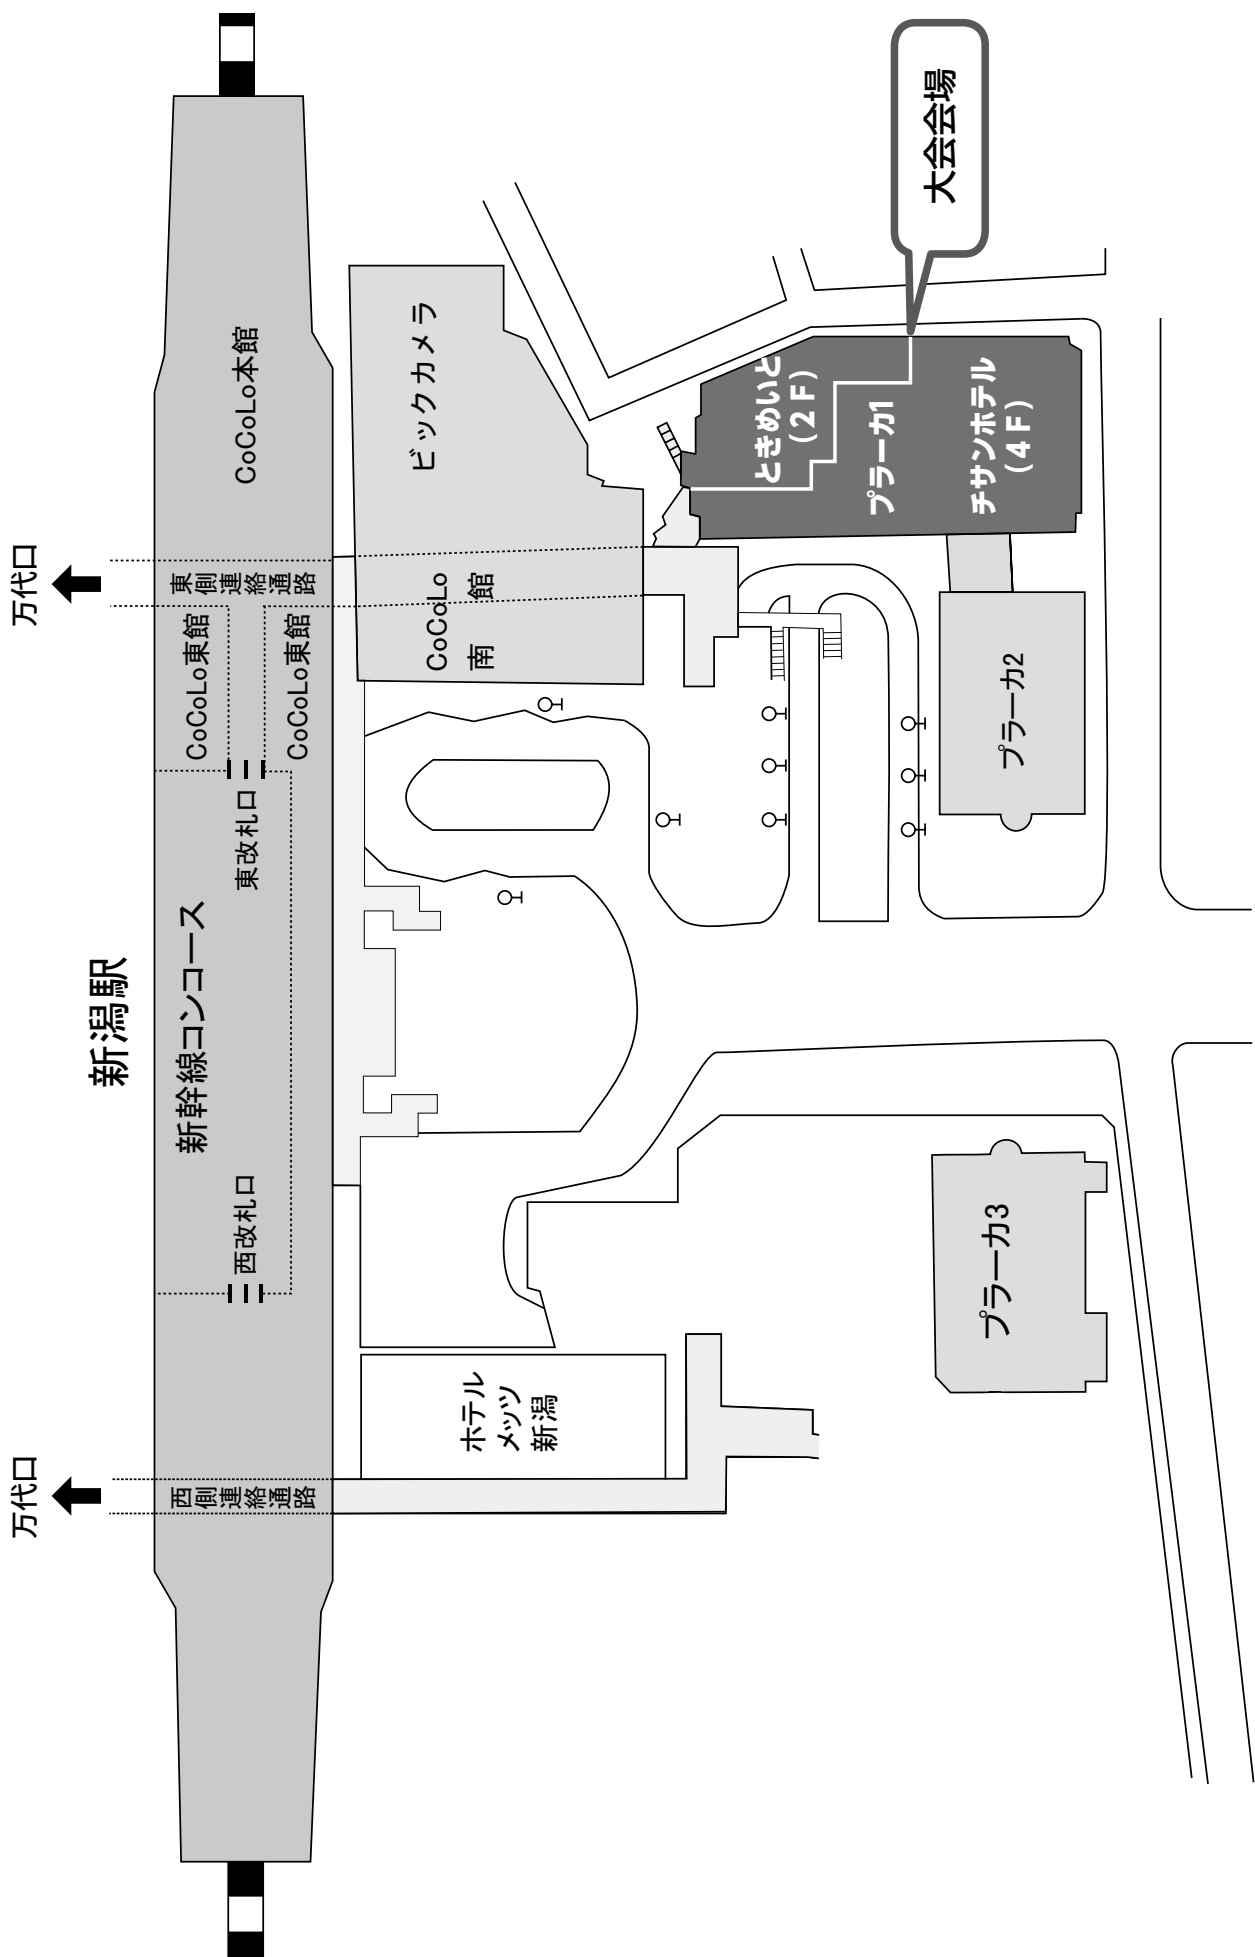 新潟駅
万代口
万代口
西側連絡通路
西改札口
新幹線コンコース
東改札口
CoCoLo東館
CoCoLo東館
東側連絡通路
CoCoLo本館
ホテル
メッツ
新潟
CoCoLo
南館
ビックカメラ
プラーカ3
プラーカ2
ときめいと
(2F)
プラーカ1
チサンホテル
(4F)
大会会場